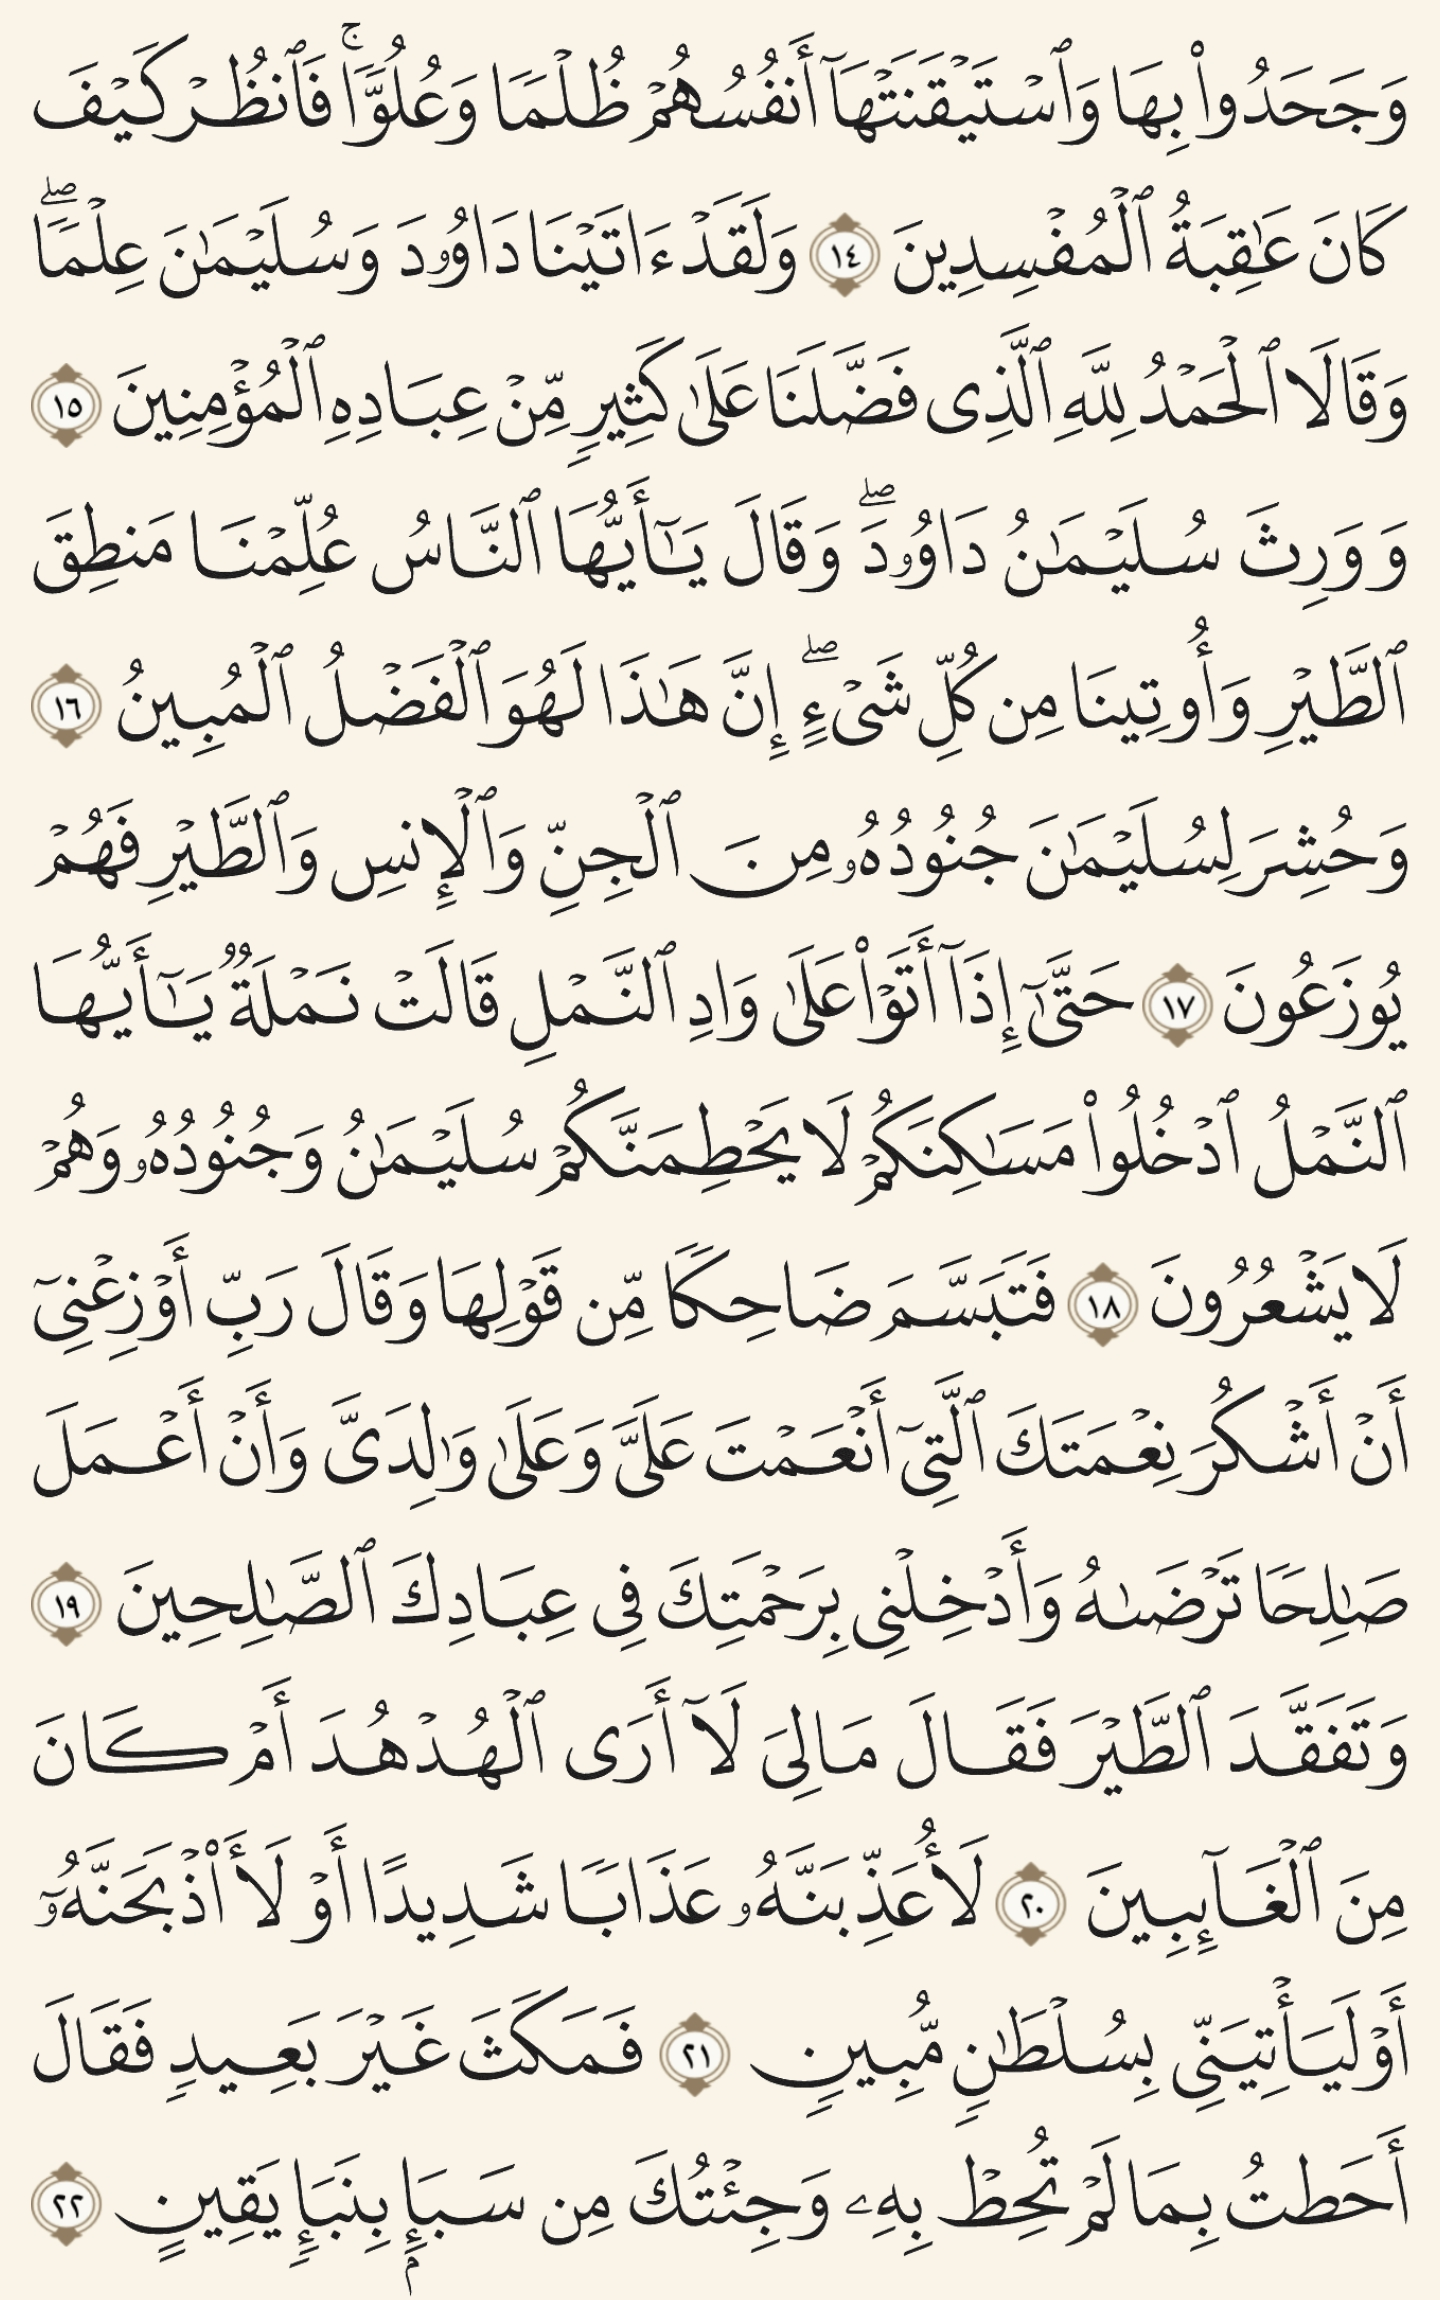 وَجَحَدُوا۟ بِهَا وَٱسْتَيْقَنَتْهَآ أَنفُسُهُمْ ظُلْمًا وَعُلُوًّا ۚ فَٱنظُرْ كَيْفَ
كَانَ عَـٰقِبَةُ ٱلْمُفْسِدِينَ ١٤ وَلَقَدْ ءَاتَيْنَا دَاوُۥدَ وَسُلَيْمَـٰنَ عِلْمًا ۖ
وَقَالَا ٱلْحَمْدُ لِلَّهِ ٱلَّذِى فَضَّلَنَا عَلَىٰ كَثِيرٍ مِّنْ عِبَادِهِ ٱلْمُؤْمِنِينَ ١٥
وَوَرِثَ سُلَيْمَـٰنُ دَاوُۥدَ ۖ وَقَالَ يَـٰٓأَيُّهَا ٱلنَّاسُ عُلِّمْنَا مَنطِقَ
ٱلطَّيْرِ وَأُوتِينَا مِن كُلِّ شَىْءٍ ۖ إِنَّ هَـٰذَا لَهُوَ ٱلْفَضْلُ ٱلْمُبِينُ ١٦
وَحُشِرَ لِسُلَيْمَـٰنَ جُنُودُهُۥ مِنَ ٱلْجِنِّ وَٱلْإِنسِ وَٱلطَّيْرِ فَهُمْ
يُوزَعُونَ ١٧ حَتَّىٰٓ إِذَآ أَتَوْا۟ عَلَىٰ وَادِ ٱلنَّمْلِ قَالَتْ نَمْلَةٌ يَـٰٓأَيُّهَا
ٱلنَّمْلُ ٱدْخُلُوا۟ مَسَـٰكِنَكُمْ لَا يَحْطِمَنَّكُمْ سُلَيْمَـٰنُ وَجُنُودُهُۥ وَهُمْ
لَا يَشْعُرُونَ ١٨ فَتَبَسَّمَ ضَاحِكًا مِّن قَوْلِهَا وَقَالَ رَبِّ أَوْزِعْنِىٓ
أَنْ أَشْكُرَ نِعْمَتَكَ ٱلَّتِىٓ أَنْعَمْتَ عَلَىَّ وَعَلَىٰ وَٰلِدَىَّ وَأَنْ أَعْمَلَ
صَـٰلِحًا تَرْضَىٰهُ وَأَدْخِلْنِى بِرَحْمَتِكَ فِى عِبَادِكَ ٱلصَّـٰلِحِينَ ١٩
وَتَفَقَّدَ ٱلطَّيْرَ فَقَالَ مَا لِىَ لَآ أَرَى ٱلْهُدْهُدَ أَمْ كَانَ
مِنَ ٱلْغَآئِبِينَ ٢٠ لَأُعَذِّبَنَّهُۥ عَذَابًا شَدِيدًا أَوْ لَأَا۟ذْبَحَنَّهُۥٓ
أَوْ لَيَأْتِيَنِّى بِسُلْطَـٰنٍ مُّبِينٍ ٢١ فَمَكَثَ غَيْرَ بَعِيدٍ فَقَالَ
أَحَطتُ بِمَا لَمْ تُحِطْ بِهِۦ وَجِئْتُكَ مِن سَبَإٍۭ بِنَبَإٍ يَقِينٍ ٢٢